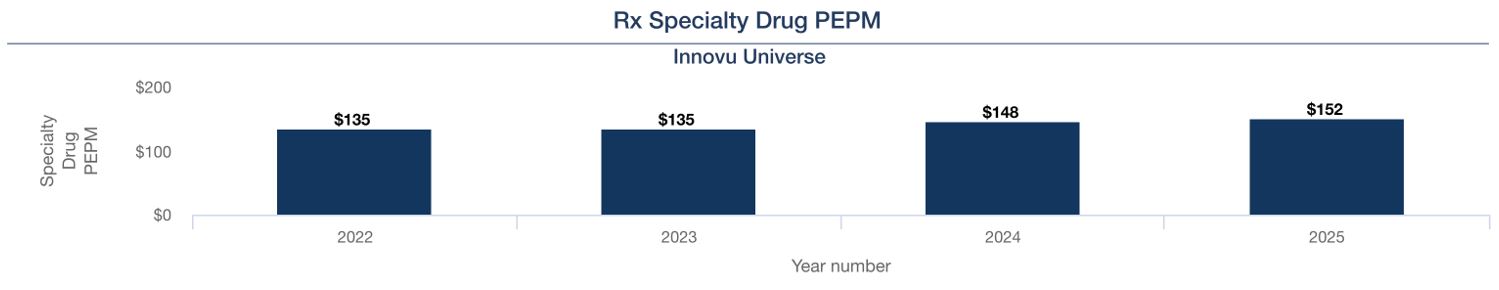 Rx Specialty Drug PEPM
Innovu Universe
$200
$100
$0
Specialty
Drug
PEPM
$135
$135
$148
$152
2022
2023
2024
2025
Year number